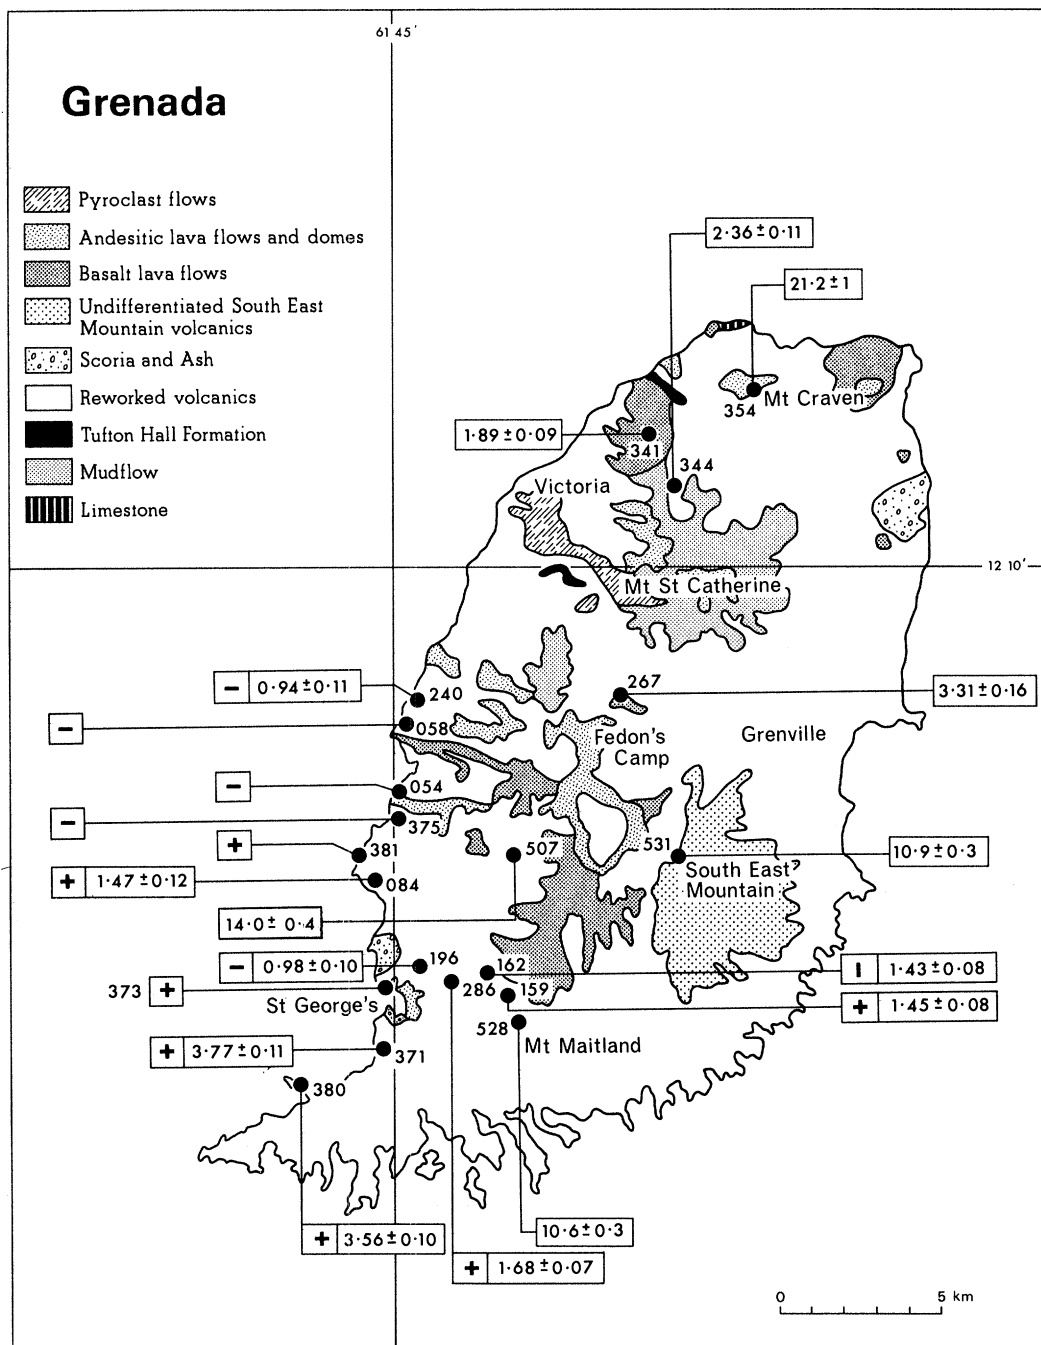 61 45′
Grenada
Pyroclast flows
Andesitic lava flows and domes
Basalt lava flows
Undifferentiated South East
Mountain volcanics
Scoria and Ash
Reworked volcanics
Tufton Hall Formation
Mudflow
Limestone
2·36±0·11
21·2±1
354
Mt Craven
1·89±0·09
341
344
Victoria
12 10′
Mt St Catherine
− 0·94±0·11
240
267
3·31±0·16
−
058
Fedon's
Camp
Grenville
−
054
−
375
+
381
507
531
10·9±0·3
+ 1·47±0·12
084
South East
Mountain
14·0±0·4
− 0·98±0·10
196
162
I 1·43±0·08
373 +
St George's
286
159
+ 1·45±0·08
528
Mt Maitland
+ 3·77±0·11
371
380
+ 3·56±0·10
10·6±0·3
+ 1·68±0·07
0 5 km